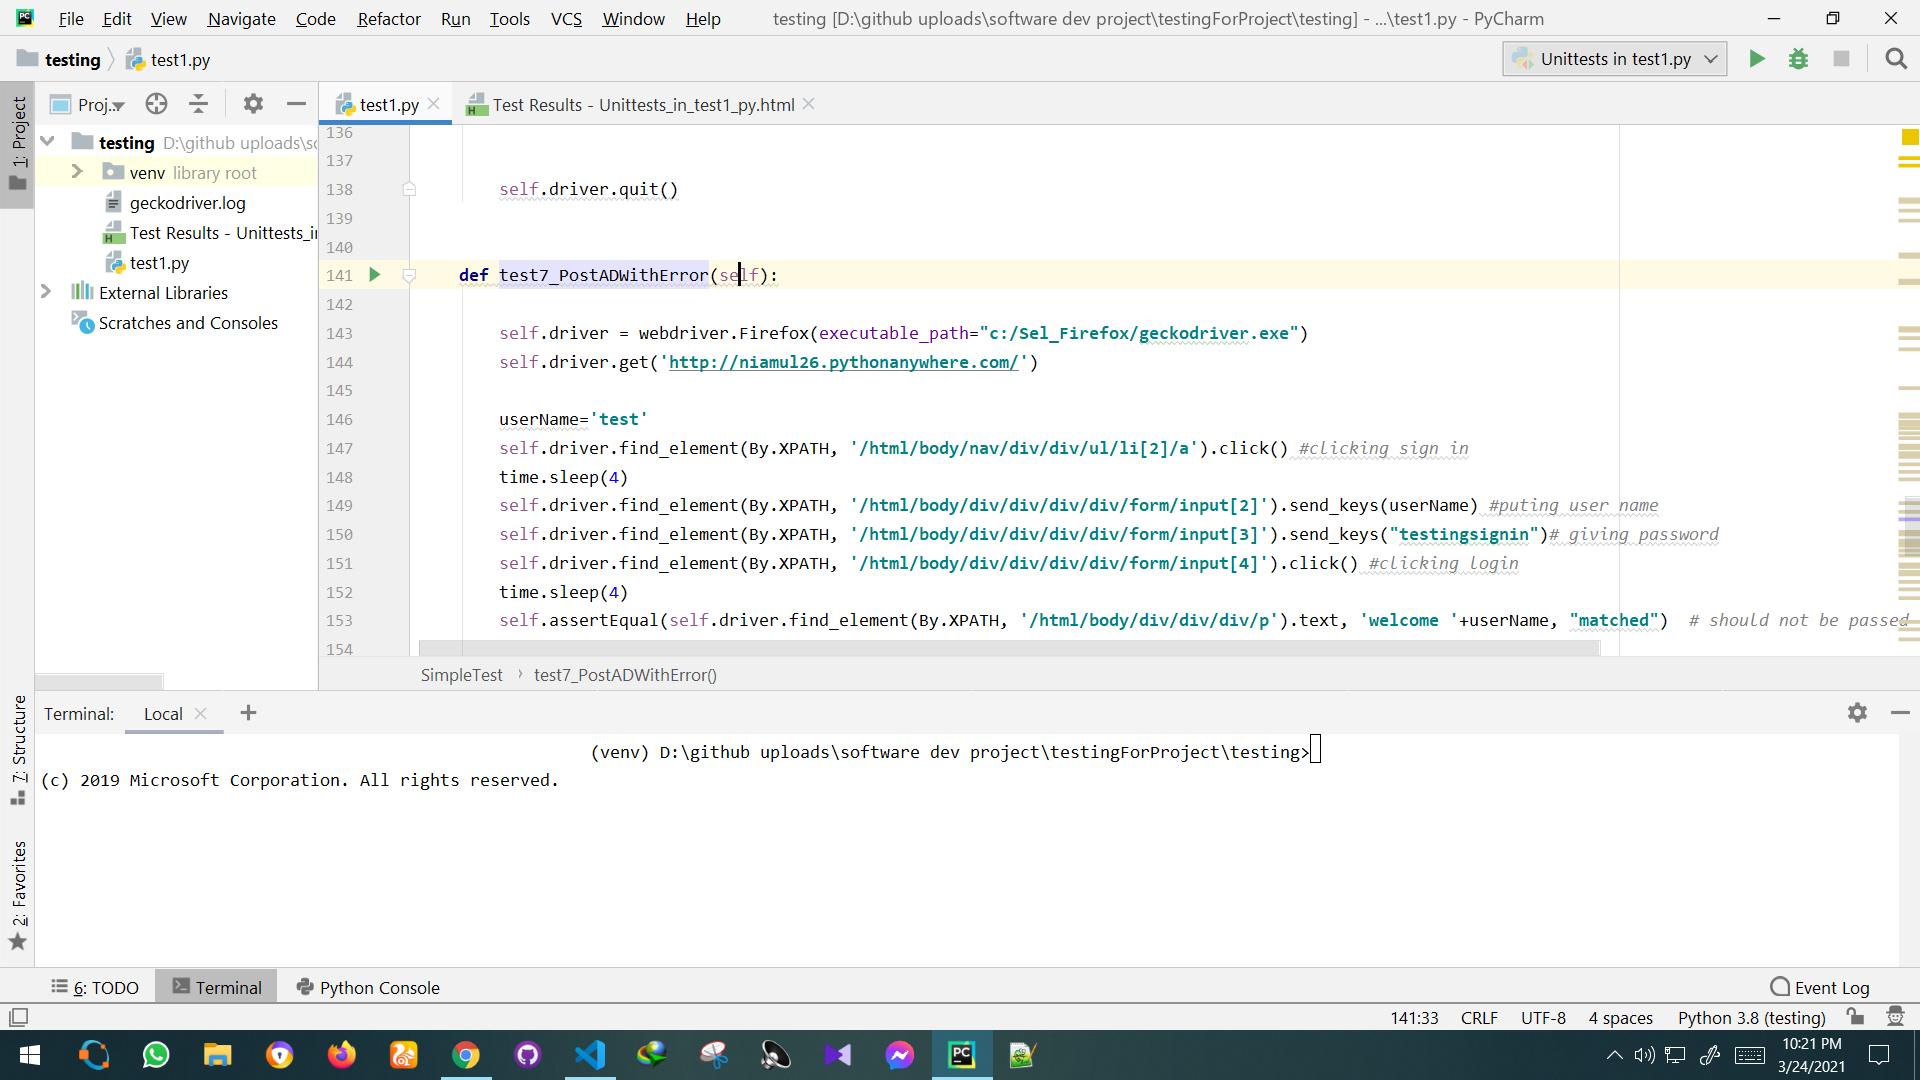 File Edit View Navigate Code Refactor Run Tools VCS Window Help testing [D:\github uploads\software dev project\testingForProject\testing] - ...\test1.py - PyCharm
testing test1.py Unittests in test1.py
1: Project
Proj..
test1.py Test Results - Unittests_in_test1_py.html
testing D:\github uploads\so
venv library root
geckodriver.log
Test Results - Unittests_i
test1.py
External Libraries
Scratches and Consoles
136
137
138 self.driver.quit()
139
140
141 def test7_PostADWithError(self):
142
143 self.driver = webdriver.Firefox(executable_path="c:/Sel_Firefox/geckodriver.exe")
144 self.driver.get('http://niamul26.pythonanywhere.com/')
145
146 userName='test'
147 self.driver.find_element(By.XPATH, '/html/body/nav/div/div/ul/li[2]/a').click() #clicking sign in
148 time.sleep(4)
149 self.driver.find_element(By.XPATH, '/html/body/div/div/div/div/form/input[2]').send_keys(userName) #puting user name
150 self.driver.find_element(By.XPATH, '/html/body/div/div/div/div/form/input[3]').send_keys("testingsignin")# giving password
151 self.driver.find_element(By.XPATH, '/html/body/div/div/div/div/form/input[4]').click() #clicking login
152 time.sleep(4)
153 self.assertEqual(self.driver.find_element(By.XPATH, '/html/body/div/div/div/p').text, 'welcome '+userName, "matched") # should not be passed
154
SimpleTest › test7_PostADWithError()
7: Structure
2: Favorites
Terminal: Local
(venv) D:\github uploads\software dev project\testingForProject\testing>
(c) 2019 Microsoft Corporation. All rights reserved.
6: TODO Terminal Python Console Event Log
141:33 CRLF UTF-8 4 spaces Python 3.8 (testing)
10:21 PM
3/24/2021